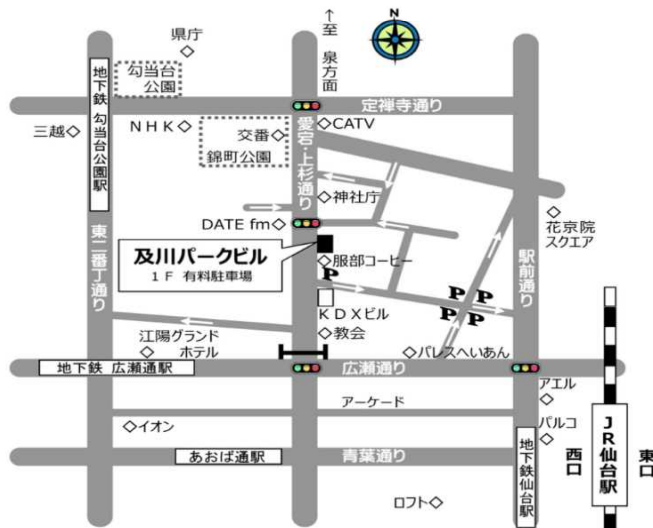 N
↑至 泉方面
県庁
勾当台
公園
地下鉄 勾当台公園駅
定禅寺通り
三越
NHK
交番
錦町公園
愛宕・上杉通り
CATV
神社庁
DATE fm
花京院
スクエア
東二番丁通り
及川パークビル
1F 有料駐車場
服部コーヒー
駅前通り
P
P P
P P
KDXビル
教会
江陽グランド
ホテル
パレスへいあん
地下鉄 広瀬通駅
広瀬通り
アエル
アーケード
パルコ
イオン
JR仙台駅
西口
東口
地下鉄仙台駅
あおば通駅
青葉通り
ロフト